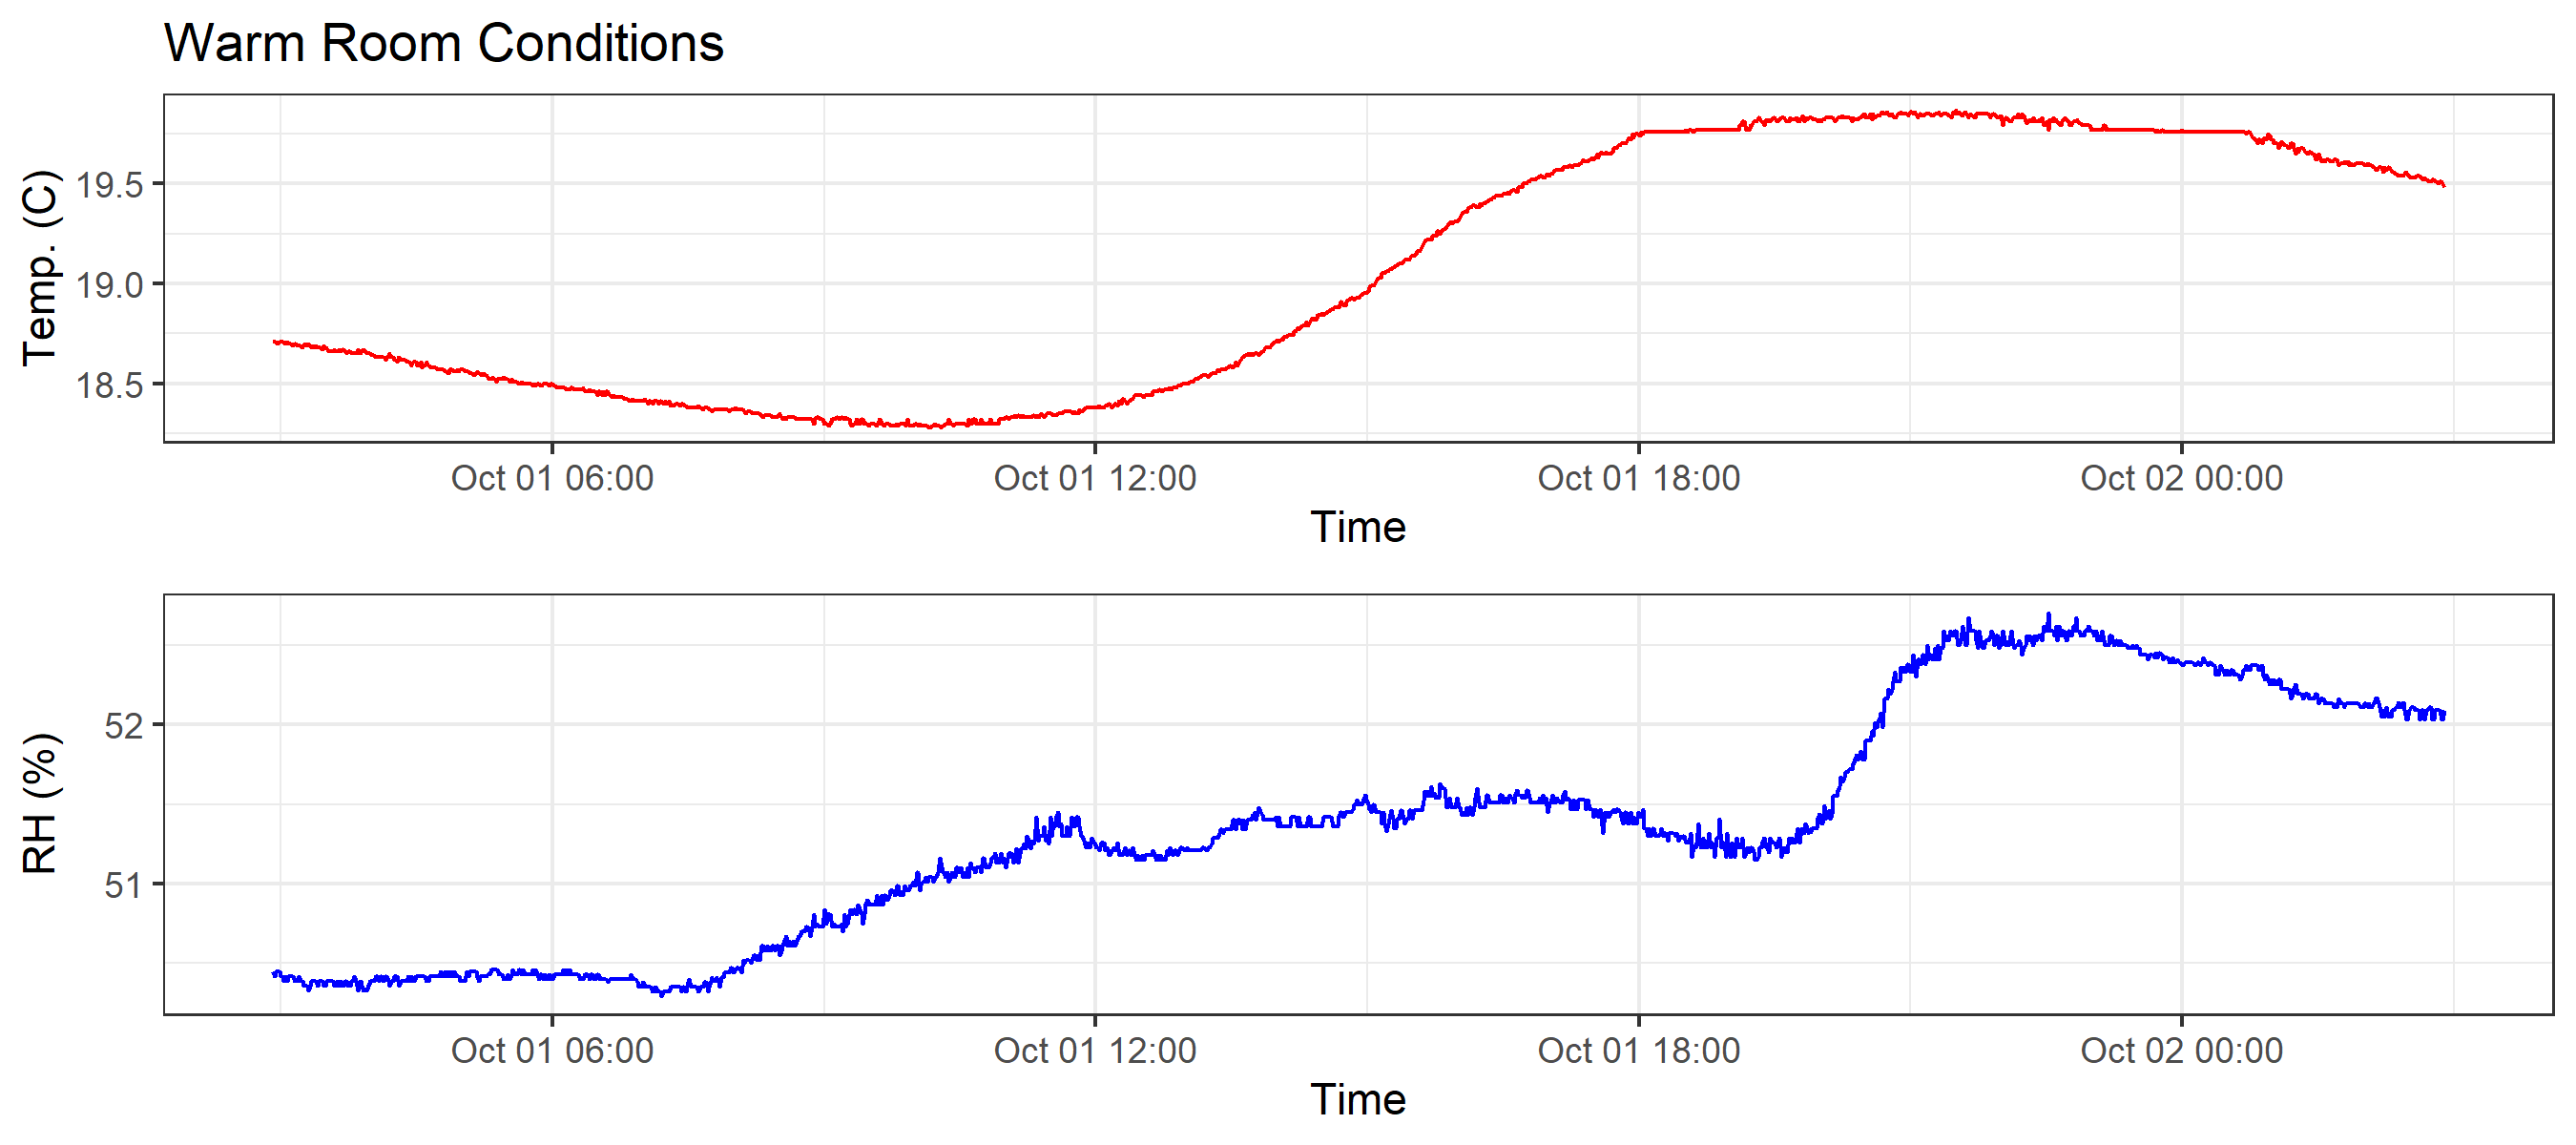 Warm Room Conditions
Temp. (C)
19.5
19.0
18.5
Oct 01 06:00 Oct 01 12:00 Oct 01 18:00 Oct 02 00:00
Time
RH (%)
52
51
Oct 01 06:00 Oct 01 12:00 Oct 01 18:00 Oct 02 00:00
Time